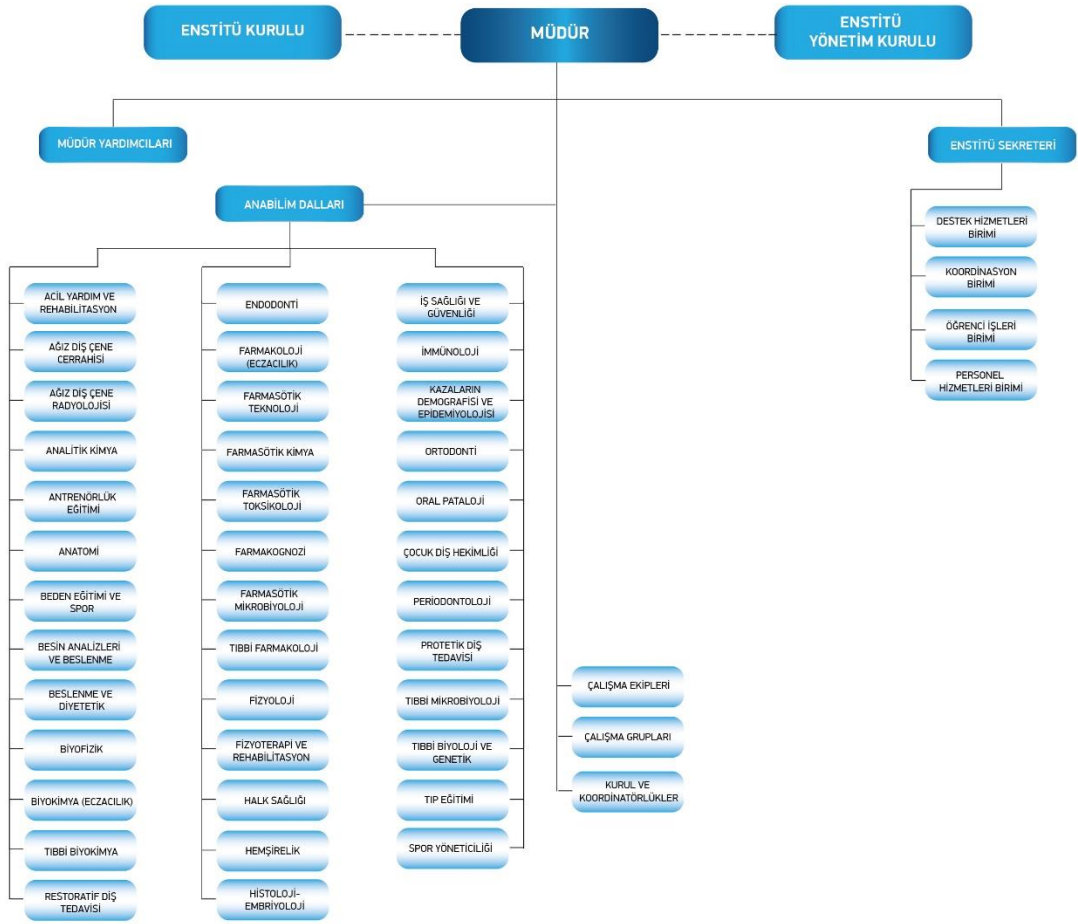 ENSTİTÜ KURULU
MÜDÜR
ENSTİTÜ
YÖNETİM KURULU
MÜDÜR YARDIMCILARI
ENSTİTÜ SEKRETERİ
ANABİLİM DALLARI
DESTEK HİZMETLERİ
BİRİMİ
KOORDİNASYON
BİRİMİ
ÖĞRENCİ İŞLERİ
BİRİMİ
PERSONEL
HİZMETLERİ BİRİMİ
ACİL YARDIM VE
REHABİLİTASYON
AĞIZ DİŞ ÇENE
CERRAHİSİ
AĞIZ DİŞ ÇENE
RADYOLOJİSİ
ANALİTİK KİMYA
ANTRENÖRLÜK
EĞİTİMİ
ANATOMİ
BEDEN EĞİTİMİ VE
SPOR
BESİN ANALİZLERİ
VE BESLENME
BESLENME VE
DİYETETİK
BİYOFİZİK
BİYOKİMYA (ECZACILIK)
TIBBİ BİYOKİMYA
RESTORATİF DİŞ
TEDAVİSİ
ENDODONTİ
FARMAKOLOJİ
(ECZACILIK)
FARMASÖTİK
TEKNOLOJİ
FARMASÖTİK KİMYA
FARMASÖTİK
TOKSİKOLOJİ
FARMAKOGNOZİ
FARMASÖTİK
MİKROBİYOLOJİ
TIBBİ FARMAKOLOJİ
FİZYOLOJİ
FİZYOTERAPİ VE
REHABİLİTASYON
HALK SAĞLIĞI
HEMŞİRELİK
HİSTOLOJİ-
EMBRİYOLOJİ
İŞ SAĞLIĞI VE
GÜVENLİĞİ
İMMÜNOLOJİ
KAZALARIN
DEMOGRAFİSİ VE
EPİDEMİYOLOJİSİ
ORTODONTİ
ORAL PATALOJİ
ÇOCUK DİŞ HEKİMLİĞİ
PERİODONTOLOJİ
PROTETİK DİŞ
TEDAVİSİ
TIBBİ MİKROBİYOLOJİ
TIBBİ BİYOLOJİ VE
GENETİK
TIP EĞİTİMİ
SPOR YÖNETİCİLİĞİ
ÇALIŞMA EKİPLERİ
ÇALIŞMA GRUPLARI
KURUL VE
KOORDİNATÖRLÜKLER